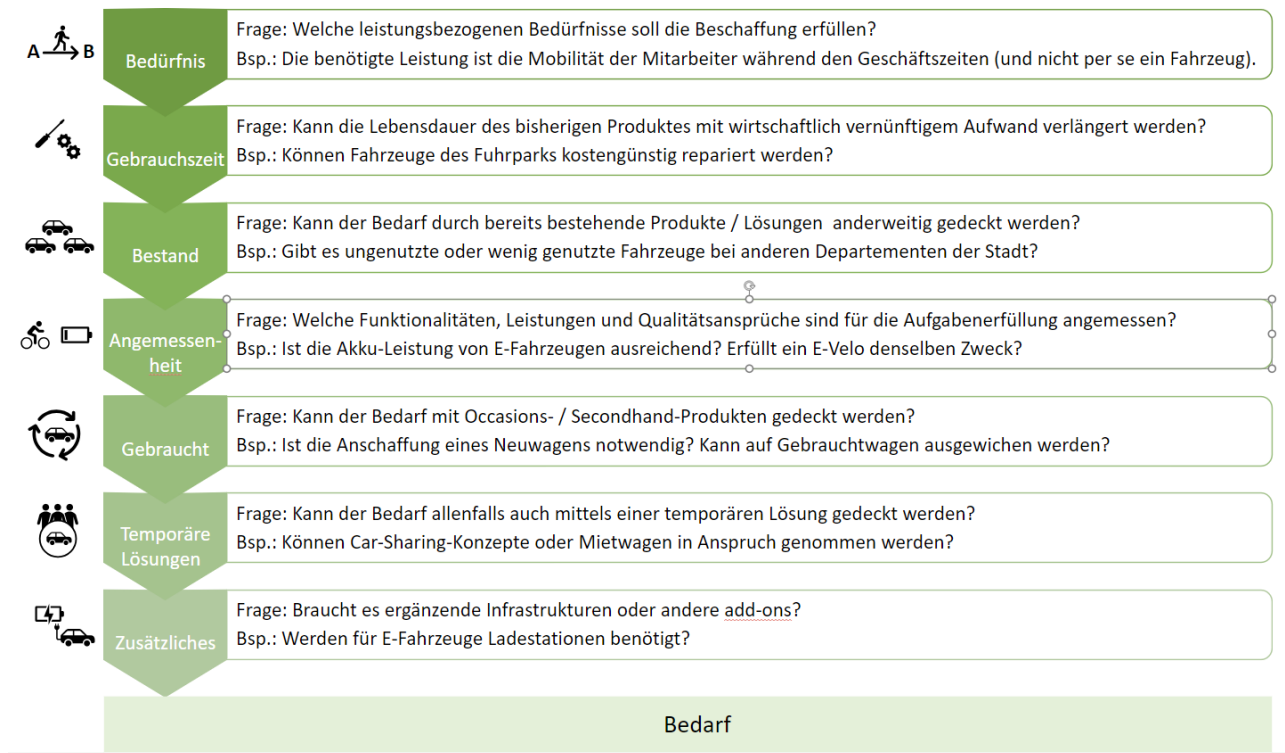 A B
Bedürfnis
Frage: Welche leistungsbezogenen Bedürfnisse soll die Beschaffung erfüllen?
Bsp.: Die benötigte Leistung ist die Mobilität der Mitarbeiter während den Geschäftszeiten (und nicht per se ein Fahrzeug).
Gebrauchszeit
Frage: Kann die Lebensdauer des bisherigen Produktes mit wirtschaftlich vernünftigem Aufwand verlängert werden?
Bsp.: Können Fahrzeuge des Fuhrparks kostengünstig repariert werden?
Bestand
Frage: Kann der Bedarf durch bereits bestehende Produkte / Lösungen  anderweitig gedeckt werden?
Bsp.: Gibt es ungenutzte oder wenig genutzte Fahrzeuge bei anderen Departementen der Stadt?
Angemessen-
heit
Frage: Welche Funktionalitäten, Leistungen und Qualitätsansprüche sind für die Aufgabenerfüllung angemessen?
Bsp.: Ist die Akku-Leistung von E-Fahrzeugen ausreichend? Erfüllt ein E-Velo denselben Zweck?
Gebraucht
Frage: Kann der Bedarf mit Occasions- / Secondhand-Produkten gedeckt werden?
Bsp.: Ist die Anschaffung eines Neuwagens notwendig? Kann auf Gebrauchtwagen ausgewichen werden?
Temporäre
Lösungen
Frage: Kann der Bedarf allenfalls auch mittels einer temporären Lösung gedeckt werden?
Bsp.: Können Car-Sharing-Konzepte oder Mietwagen in Anspruch genommen werden?
Zusätzliches
Frage: Braucht es ergänzende Infrastrukturen oder andere add-ons?
Bsp.: Werden für E-Fahrzeuge Ladestationen benötigt?
Bedarf